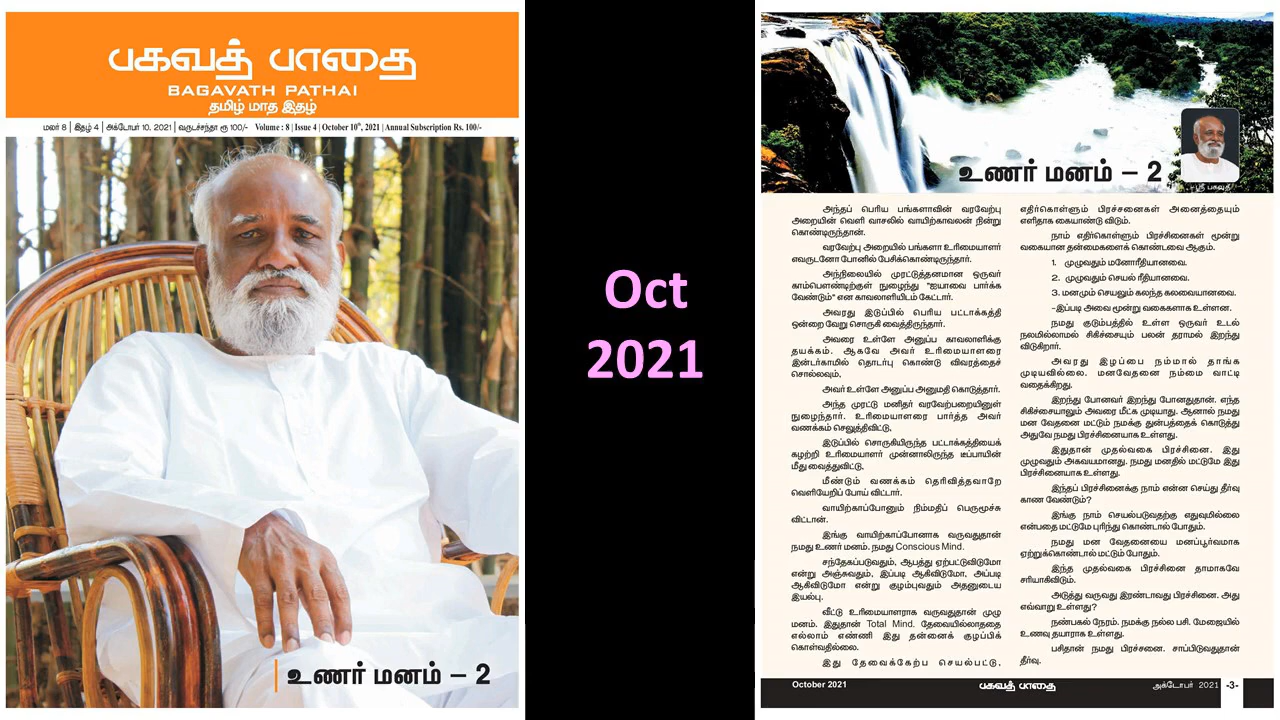 பகவத் பாதை
BAGAVATH PATHAI
தமிழ் மாத இதழ்
மலர் 8 | இதழ் 4 | அக்டோபர் 10, 2021 | வருடச்சந்தா ரூ 100/- Volume : 8 | Issue 4 | October 10th, 2021 | Annual Subscription Rs. 100/-
உணர் மனம் – 2
Oct
2021
உணர் மனம் – 2
ஸ்ரீ பகவத்
அந்தப் பெரிய பங்களாவின் வரவேற்பு
அறையின் வெளி வாசலில் வாயிற்காவலன் நின்று
கொண்டிருந்தான்.
வரவேற்பு அறையில் பங்களா உரிமையாளர்
எவருடனோ போனில் பேசிக்கொண்டிருந்தார்.
அந்நிலையில் முரட்டுத்தனமான ஒருவர்
காம்பௌண்டிற்குள் நுழைந்து "ஐயாவை பார்க்க
வேண்டும்" என காவலாளியிடம் கேட்டார்.
அவரது இடுப்பில் பெரிய பட்டாக்கத்தி
ஒன்றை வேறு சொருகி வைத்திருந்தார்.
அவரை உள்ளே அனுப்ப காவலாளிக்கு
தயக்கம். ஆகவே அவர் உரிமையாளரை
இன்டர்காமில் தொடர்பு கொண்டு விவரத்தைச்
சொல்லவும்,
அவர் உள்ளே அனுப்ப அனுமதி கொடுத்தார்.
அந்த முரட்டு மனிதர் வரவேற்பறையினுள்
நுழைந்தார். உரிமையாளரை பார்த்த அவர்
வணக்கம் செலுத்திவிட்டு,
இடுப்பில் சொருகியிருந்த பட்டாக்கத்தியைக்
கழற்றி உரிமையாளர் முன்னாலிருந்த டீப்பாயின்
மீது வைத்துவிட்டு,
மீண்டும் வணக்கம் தெரிவித்தவாறே
வெளியேறிப் போய் விட்டார்.
வாயிற்காப்போனும் நிம்மதிப் பெருமூச்சு
விட்டான்.
இங்கு வாயிற்காப்போனாக வருவதுதான்
நமது உணர் மனம். நமது Conscious Mind.
சந்தேகப்படுவதும், ஆபத்து ஏற்பட்டுவிடுமோ
என்று அஞ்சுவதும், இப்படி ஆகிவிடுமோ, அப்படி
ஆகிவிடுமோ என்று குழம்புவதும் அதனுடைய
இயல்பு.
வீட்டு உரிமையாளராக வருவதுதான் முழு
மனம். இதுதான் Total Mind. தேவையில்லாததை
எல்லாம் எண்ணி இது தன்னைக் குழப்பிக்
கொள்வதில்லை.
இது தேவைக்கேற்ப செயல்பட்டு,
எதிர்கொள்ளும் பிரச்சனைகள் அனைத்தையும்
எளிதாக கையாண்டு விடும்.
நாம் எதிர்கொள்ளும் பிரச்சினைகள் மூன்று
வகையான தன்மைகளைக் கொண்டவை ஆகும்.
1. முழுவதும் மனோரீதியானவை.
2. முழுவதும் செயல் ரீதியானவை.
3. மனமும் செயலும் கலந்த கலவையானவை.
–இப்படி அவை மூன்று வகைகளாக உள்ளன.
நமது குடும்பத்தில் உள்ள ஒருவர் உடல்
நலமில்லாமல் சிகிச்சையும் பலன் தராமல் இறந்து
விடுகிறார்.
அவரது இழப்பை நம்மால் தாங்க
முடியவில்லை. மனவேதனை நம்மை வாட்டி
வதைக்கிறது.
இறந்து போனவர் இறந்து போனதுதான். எந்த
சிகிச்சையாலும் அவரை மீட்க முடியாது. ஆனால் நமது
மன வேதனை மட்டும் நமக்கு துன்பத்தைக் கொடுத்து
அதுவே நமது பிரச்சினையாக உள்ளது.
இதுதான் முதல்வகை பிரச்சினை. இது
முழுவதும் அகவயமானது. நமது மனதில் மட்டுமே இது
பிரச்சினையாக உள்ளது.
இந்தப் பிரச்சினைக்கு நாம் என்ன செய்து தீர்வு
காண வேண்டும்?
இங்கு நாம் செயல்படுவதற்கு எதுவுமில்லை
என்பதை மட்டுமே புரிந்து கொண்டால் போதும்.
நமது மன வேதனையை மனப்பூர்வமாக
ஏற்றுக்கொண்டால் மட்டும் போதும்.
இந்த முதல்வகை பிரச்சினை தாமாகவே
சரியாகிவிடும்.
அடுத்து வருவது இரண்டாவது பிரச்சினை. அது
எவ்வாறு உள்ளது?
நண்பகல் நேரம். நமக்கு நல்ல பசி. மேஜையில்
உணவு தயாராக உள்ளது.
பசிதான் நமது பிரச்சனை. சாப்பிடுவதுதான்
தீர்வு.
October 2021 பகவத் பாதை அக்டோபர் 2021 -3-